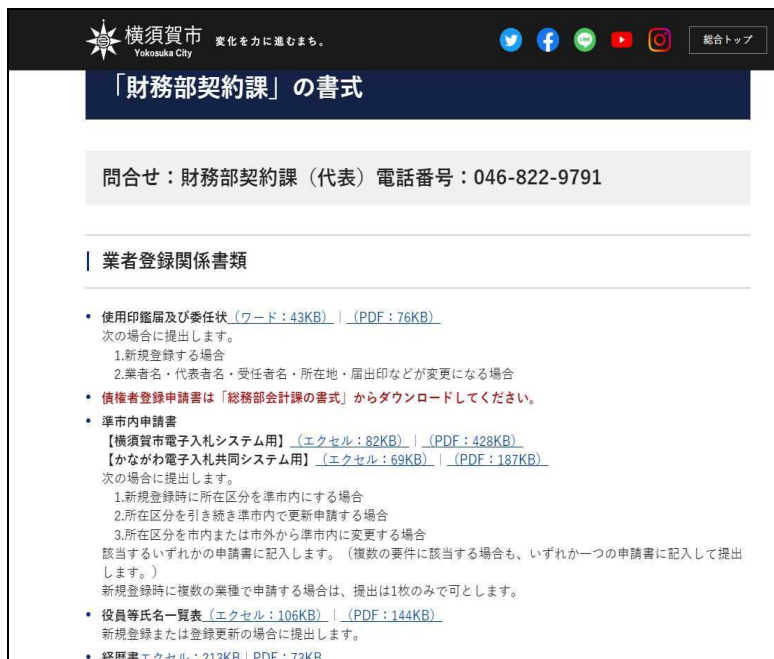 横須賀市 変化を力に進むまち。
Yokosuka City
総合トップ
「財務部契約課」の書式
問合せ：財務部契約課（代表）電話番号：046-822-9791
業者登録関係書類
• 使用印鑑届及び委任状（ワード：43KB）｜（PDF：76KB）
次の場合に提出します。
1.新規登録する場合
2.業者名・代表者名・受任者名・所在地・届出印などが変更になる場合
• 債権者登録申請書は「総務部会計課の書式」からダウンロードしてください。
• 準市内申請書
【横須賀市電子入札システム用】（エクセル：82KB）｜（PDF：428KB）
【かながわ電子入札共同システム用】（エクセル：69KB）｜（PDF：187KB）
次の場合に提出します。
1.新規登録時に所在区分を準市内にする場合
2.所在区分を引き続き準市内で更新申請する場合
3.所在区分を市内または市外から準市内に変更する場合
該当するいずれかの申請書に記入します。（複数の要件に該当する場合も、いずれか一つの申請書に記入して提出
します。）
新規登録時に複数の業種で申請する場合は、提出は1枚のみで可とします。
• 役員等氏名一覧表（エクセル：106KB）｜（PDF：144KB）
新規登録または登録更新の場合に提出します。
• 経歴書エクセル：213KB｜PDF：73KB